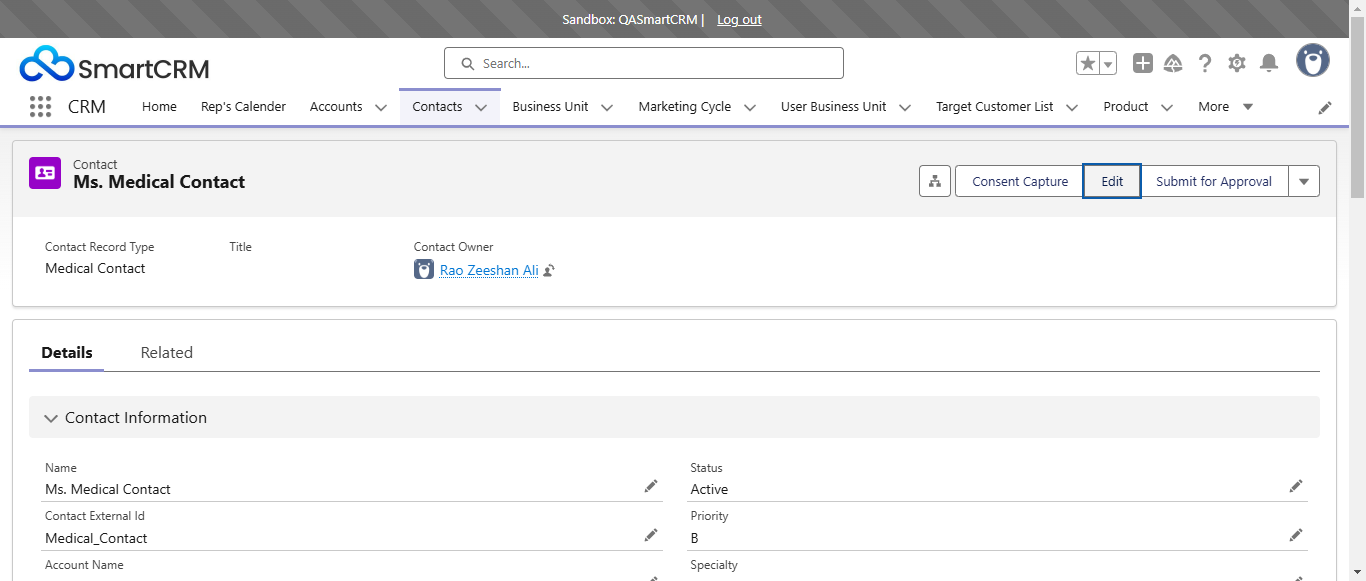 Sandbox: QASmartCRM | Log out
SmartCRM
Search...
CRM Home Rep's Calender Accounts Contacts Business Unit Marketing Cycle User Business Unit Target Customer List Product More
Contact
Ms. Medical Contact
Consent Capture Edit Submit for Approval
Contact Record Type Title Contact Owner
Medical Contact Rao Zeeshan Ali
Details Related
Contact Information
Name Status
Ms. Medical Contact Active
Contact External Id Priority
Medical_Contact B
Account Name Specialty